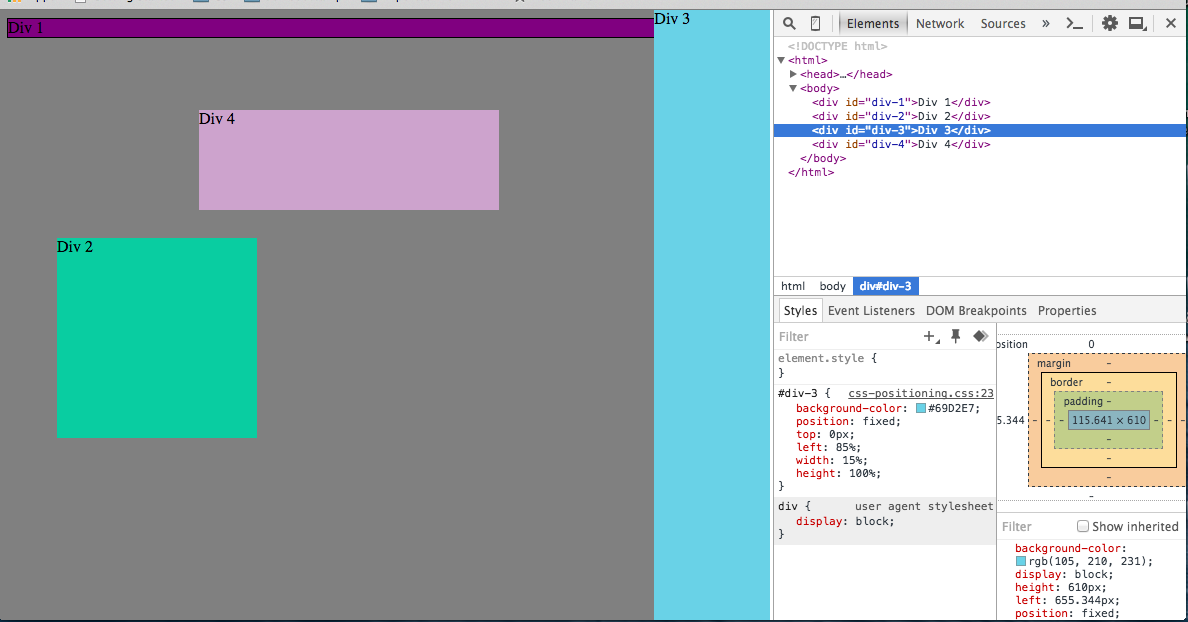 Div 1
Div 3
Div 4
Div 2
Elements Network Sources »
<!DOCTYPE html>
▼<html>
▶<head>…</head>
▼<body>
<div id="div-1">Div 1</div>
<div id="div-2">Div 2</div>
<div id="div-3">Div 3</div>
<div id="div-4">Div 4</div>
</body>
</html>
html body div#div-3
Styles Event Listeners DOM Breakpoints Properties
Filter
element.style {
}
#div-3 { css-positioning.css:23
background-color: #69D2E7;
position: fixed;
top: 0px;
left: 85%;
width: 15%;
height: 100%;
}
div { user agent stylesheet
display: block;
}
osition 0
margin -
border -
padding -
5.344 - - - 115.641 × 610 - - -
-
-
-
-
Filter Show inherited
background-color:
rgb(105, 210, 231);
display: block;
height: 610px;
left: 655.344px;
position: fixed;